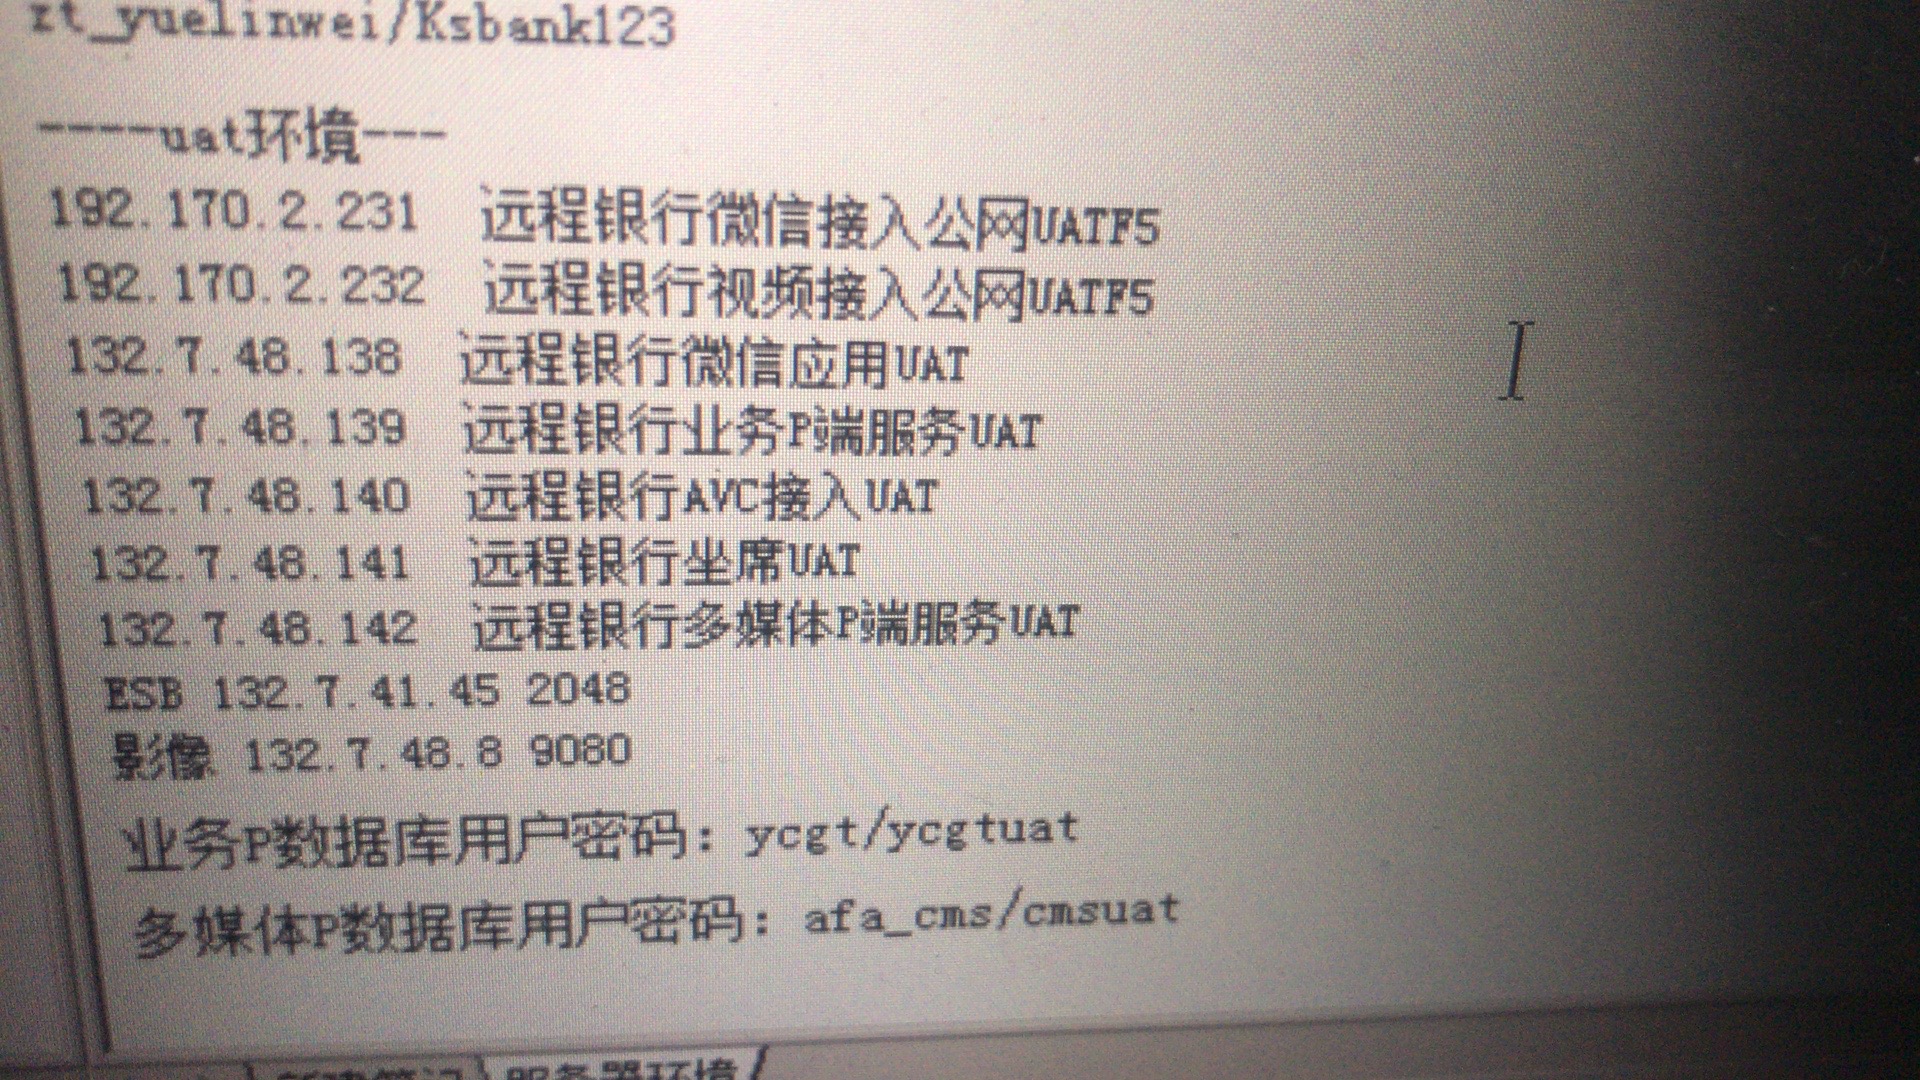 zt_yuelinwei/Ksbank123
----uat环境---
192.170.2.231 远程银行微信接入公网UATF5
192.170.2.232 远程银行视频接入公网UATF5
132.7.48.138 远程银行微信应用UAT
132.7.48.139 远程银行业务P端服务UAT
132.7.48.140 远程银行AVC接入UAT
132.7.48.141 远程银行坐席UAT
132.7.48.142 远程银行多媒体P端服务UAT
ESB 132.7.41.45 2048
影像 132.7.48.8 9080
业务P数据库用户密码：ycgt/ycgtuat
多媒体P数据库用户密码：afa_cms/cmsuat
服务器环境